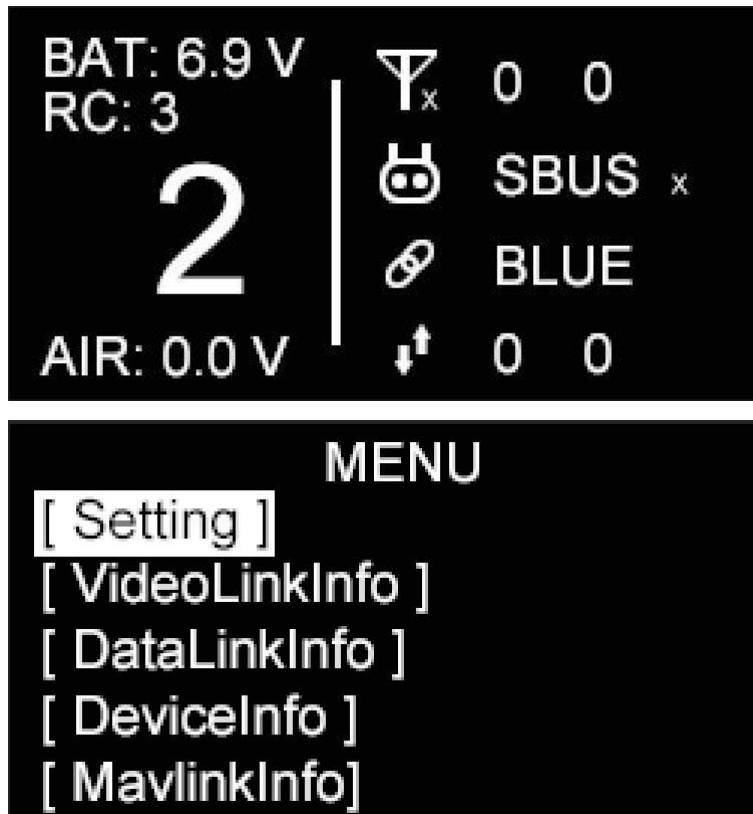 BAT: 6.9 V
RC: 3
2
AIR: 0.0 V
x 0 0
SBUS x
BLUE
0 0
MENU
[ Setting ]
[ VideoLinkInfo ]
[ DataLinkInfo ]
[ DeviceInfo ]
[ MavlinkInfo]